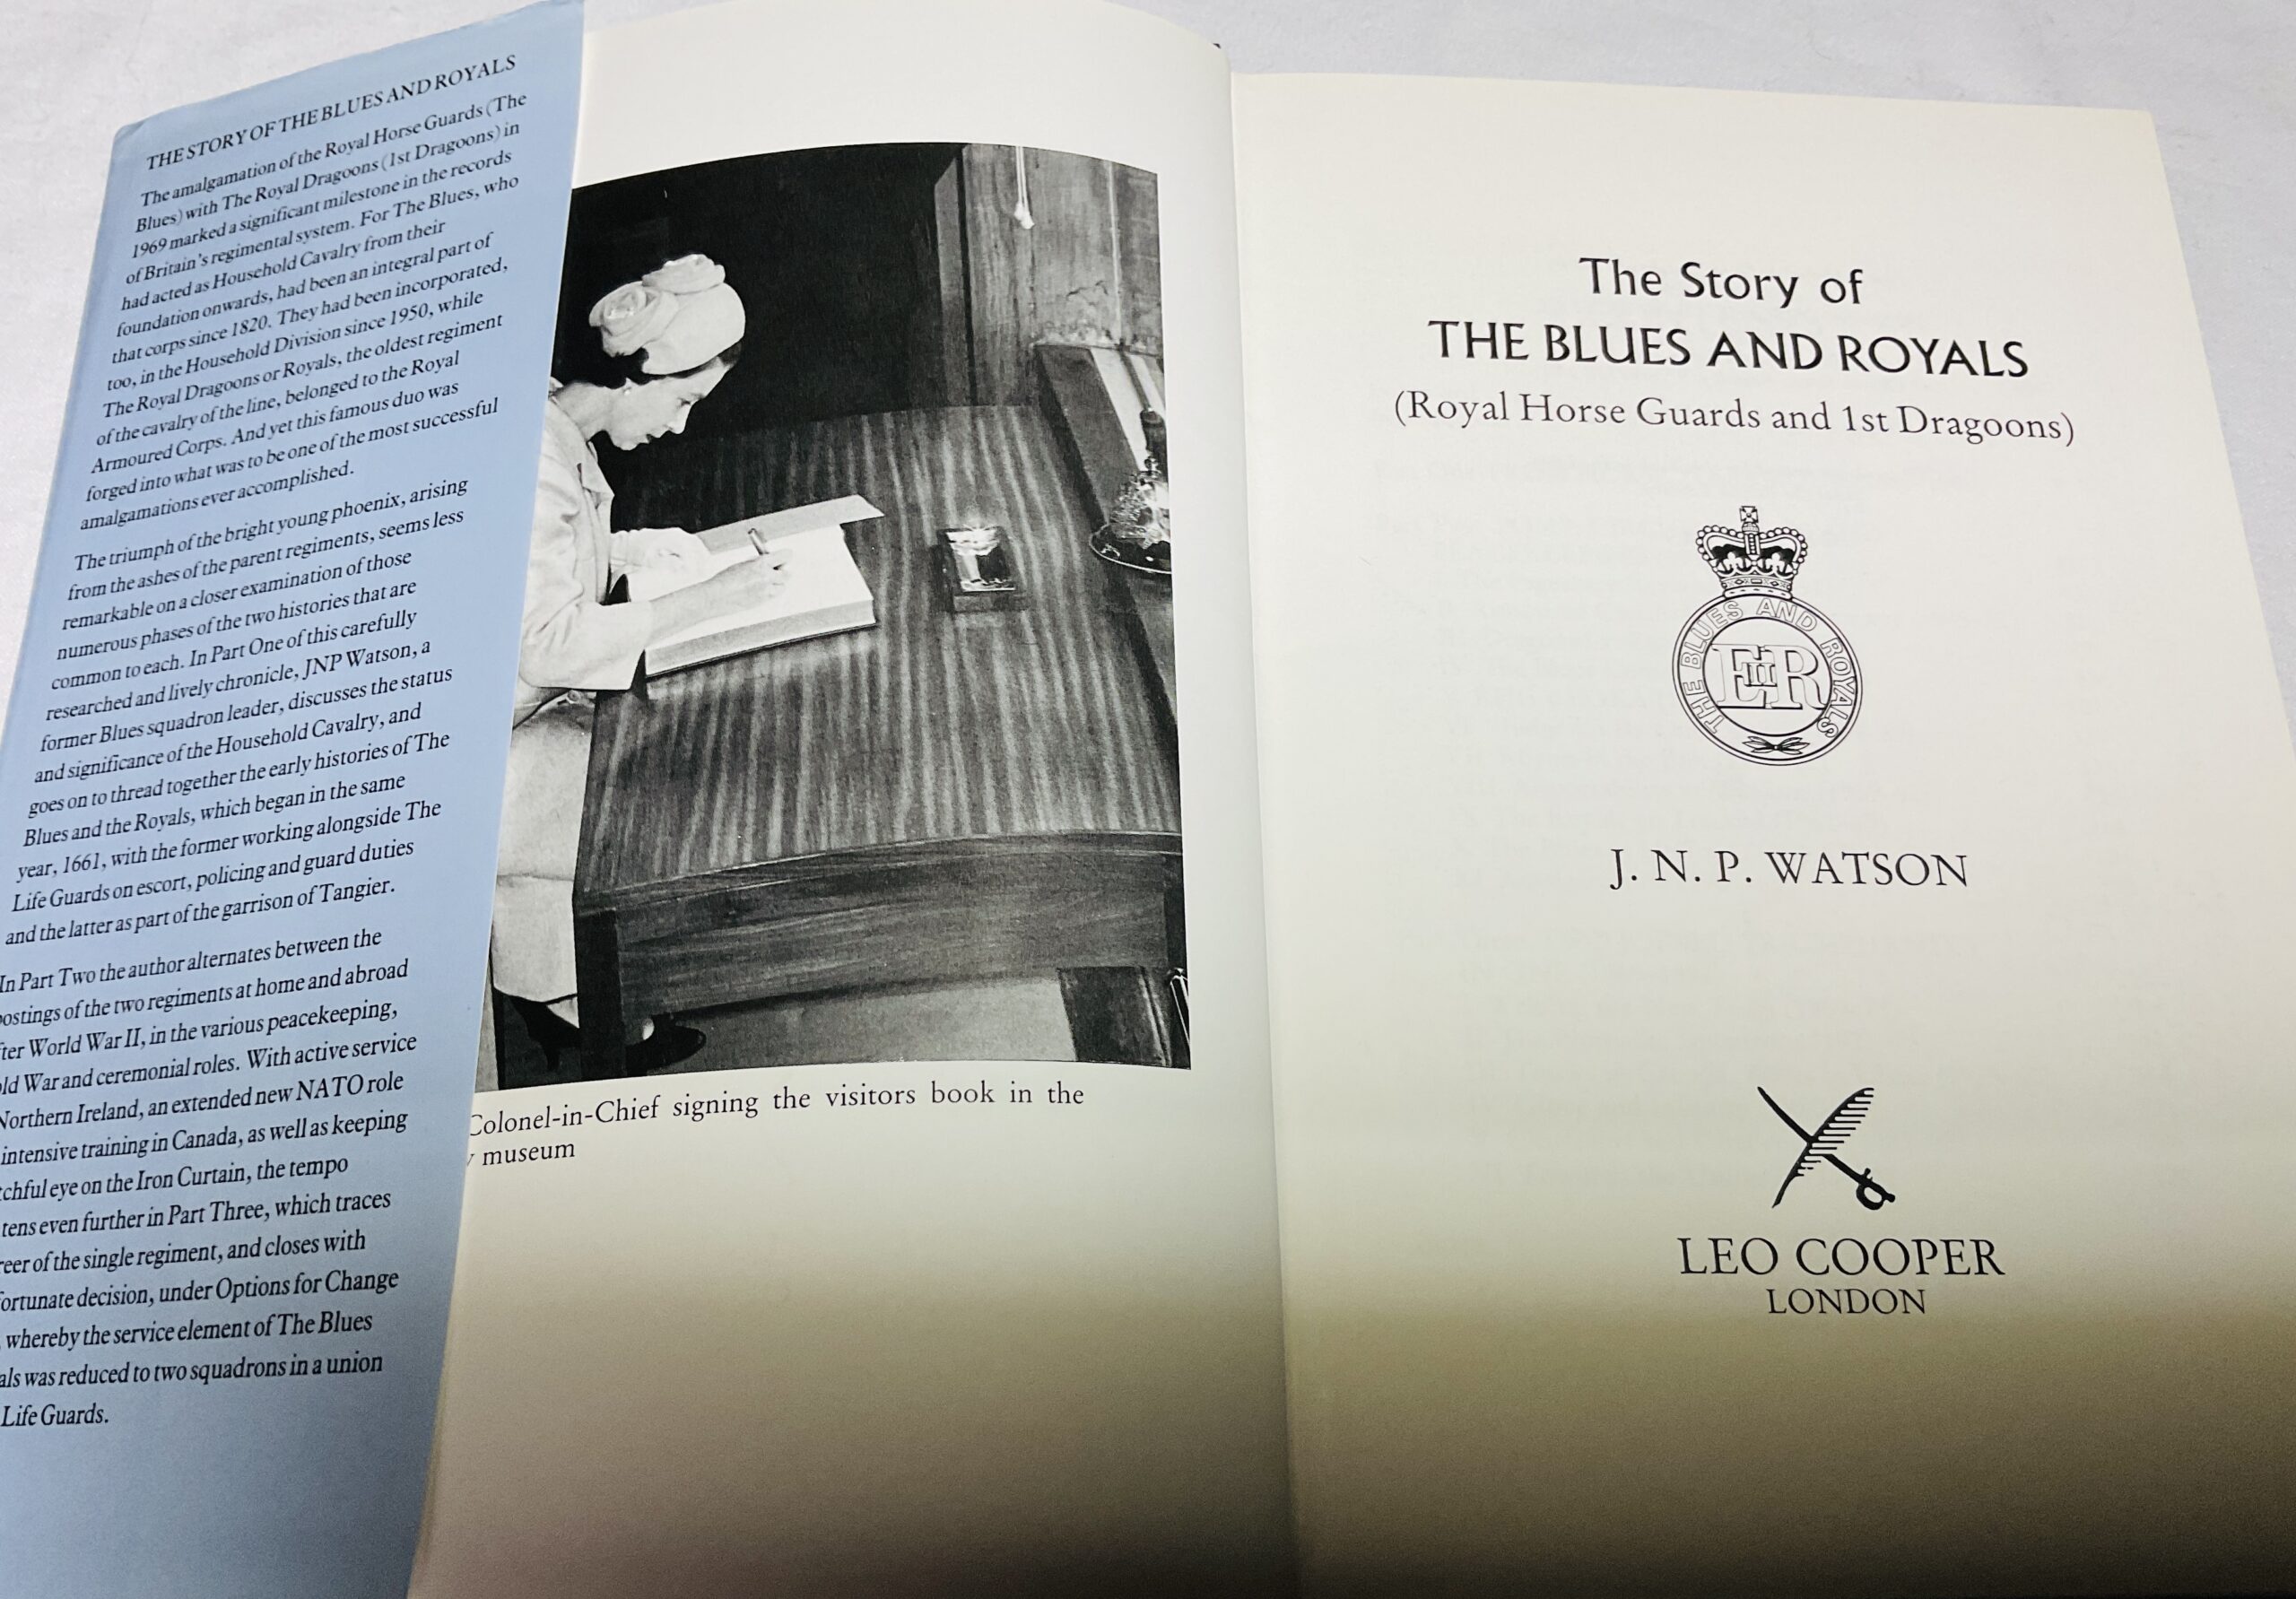 THE STORY OF THE BLUES AND ROYALS
The amalgamation of the Royal Horse Guards (The
Blues) with The Royal Dragoons (1st Dragoons) in
1969 marked a significant milestone in the records
of Britain's regimental system. For The Blues, who
had acted as Household Cavalry from their
foundation onwards, had been an integral part of
that corps since 1820. They had been incorporated,
too, in the Household Division since 1950, while
The Royal Dragoons or Royals, the oldest regiment
of the cavalry of the line, belonged to the Royal
Armoured Corps. And yet this famous duo was
forged into what was to be one of the most successful
amalgamations ever accomplished.
The triumph of the bright young phoenix, arising
from the ashes of the parent regiments, seems less
remarkable on a closer examination of those
numerous phases of the two histories that are
common to each. In Part One of this carefully
researched and lively chronicle, JNP Watson, a
former Blues squadron leader, discusses the status
and significance of the Household Cavalry, and
goes on to thread together the early histories of The
Blues and the Royals, which began in the same
year, 1661, with the former working alongside The
Life Guards on escort, policing and guard duties
and the latter as part of the garrison of Tangier.
In Part Two the author alternates between the
postings of the two regiments at home and abroad
fter World War II, in the various peacekeeping,
old War and ceremonial roles. With active service
Northern Ireland, an extended new NATO role
intensive training in Canada, as well as keeping
tchful eye on the Iron Curtain, the tempo
tens even further in Part Three, which traces
reer of the single regiment, and closes with
fortunate decision, under Options for Change
, whereby the service element of The Blues
als was reduced to two squadrons in a union
Life Guards.
Colonel-in-Chief signing the visitors book in the
y museum
The Story of
THE BLUES AND ROYALS
(Royal Horse Guards and 1st Dragoons)
THE BLUES AND ROYALS
EIIR
J. N. P. WATSON
LEO COOPER
LONDON